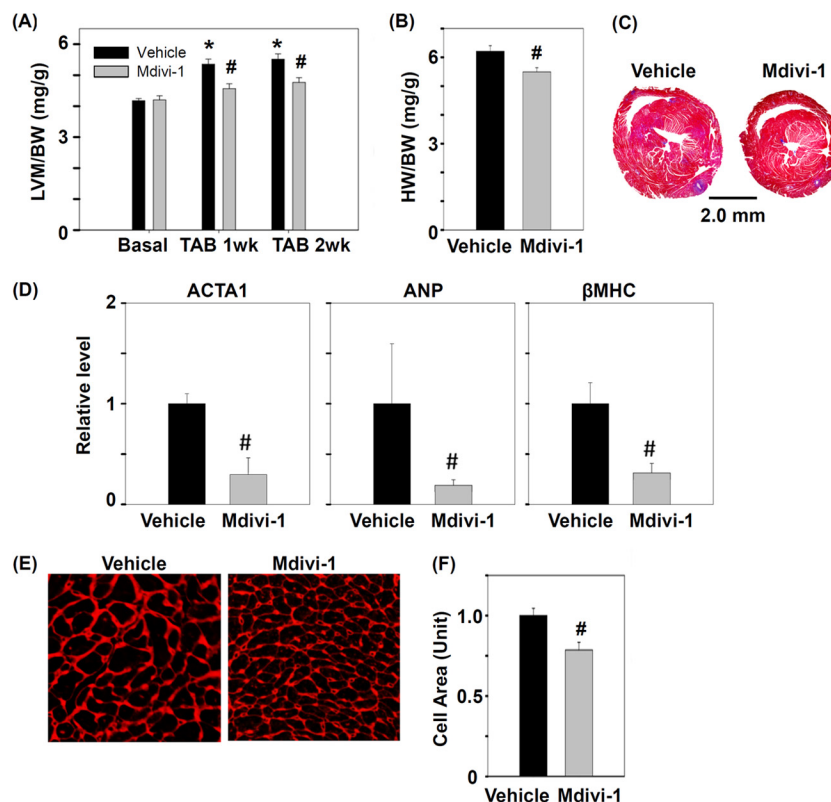 (A)
LVM/BW (mg/g)
6
3
0
Vehicle
Mdivi-1
*
#
*
#
Basal TAB 1wk TAB 2wk
(B)
HW/BW (mg/g)
6
3
0
#
Vehicle Mdivi-1
(C)
Vehicle Mdivi-1
2.0 mm
(D)
ACTA1 ANP βMHC
Relative level
2
1
0
#
#
#
Vehicle Mdivi-1 Vehicle Mdivi-1 Vehicle Mdivi-1
(E)
Vehicle Mdivi-1
(F)
Cell Area (Unit)
1.0
0.5
0
#
Vehicle Mdivi-1